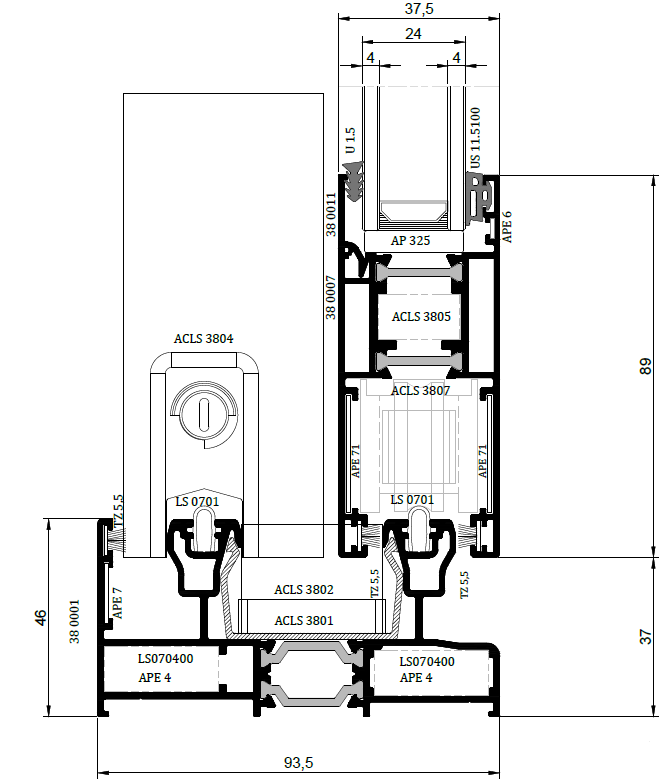 37,5
24
4
4
U 1.5
US 11.5100
38 0011
APE 6
AP 325
38 0007
ACLS 3805
ACLS 3804
ACLS 3807
89
APE 71
APE 71
LS 0701
LS 0701
TZ 5,5
TZ 5,5
TZ 5,5
ACLS 3802
APE 7
ACLS 3801
46
38 0001
37
LS070400
APE 4
LS070400
APE 4
93,5